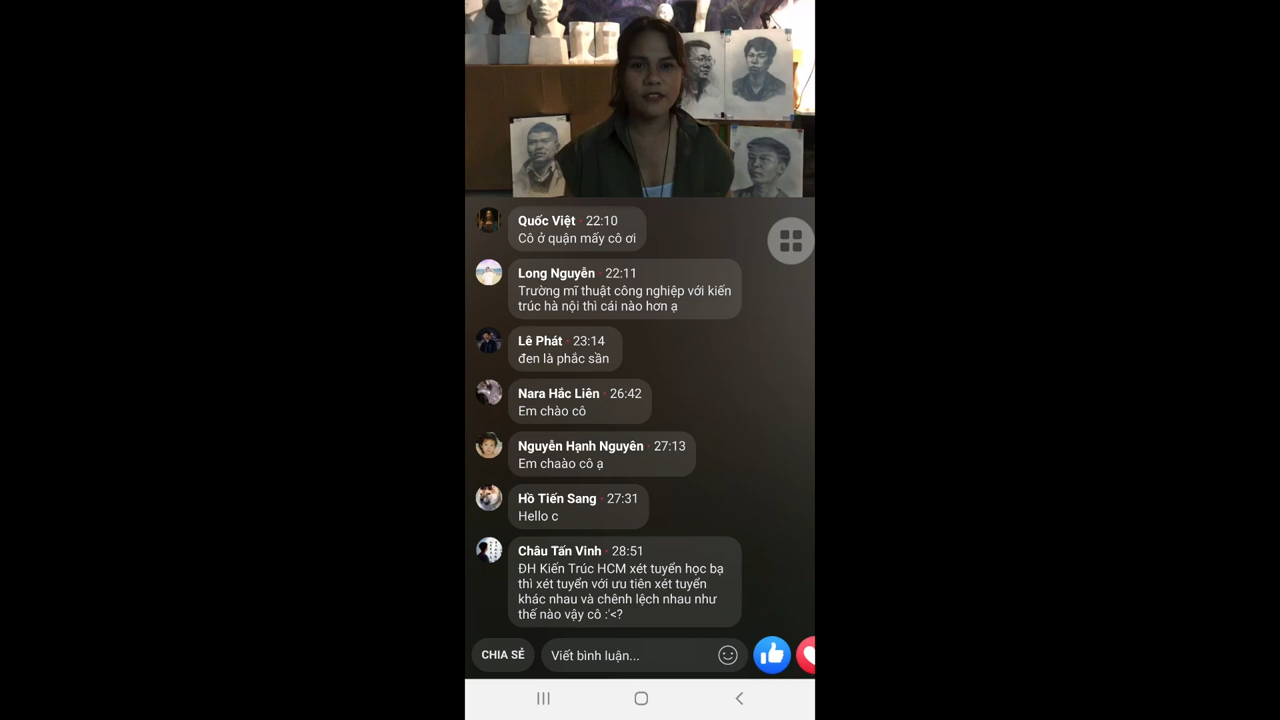 Quốc Việt · 22:10
Cô ở quận mấy cô ơi
Long Nguyễn · 22:11
Trường mĩ thuật công nghiệp với kiến
trúc hà nội thì cái nào hơn ạ
Lê Phát · 23:14
đen là phắc sần
Nara Hắc Liên · 26:42
Em chào cô
Nguyễn Hạnh Nguyên · 27:13
Em chaào cô ạ
Hồ Tiến Sang · 27:31
Hello c
Châu Tấn Vinh · 28:51
ĐH Kiến Trúc HCM xét tuyển học bạ
thì xét tuyển với ưu tiên xét tuyển
khác nhau và chênh lệch nhau như
thế nào vậy cô :'<?
CHIA SẺ
Viết bình luận...